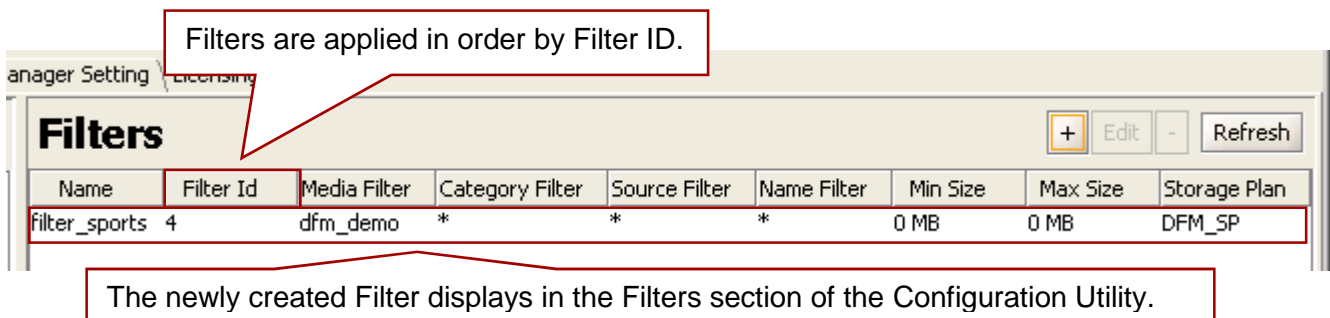 Filters are applied in order by Filter ID.
anager Setting Licensing
Filters + Edit - Refresh
Name Filter Id Media Filter Category Filter Source Filter Name Filter Min Size Max Size Storage Plan
filter_sports 4 dfm_demo * * * 0 MB 0 MB DFM_SP
The newly created Filter displays in the Filters section of the Configuration Utility.